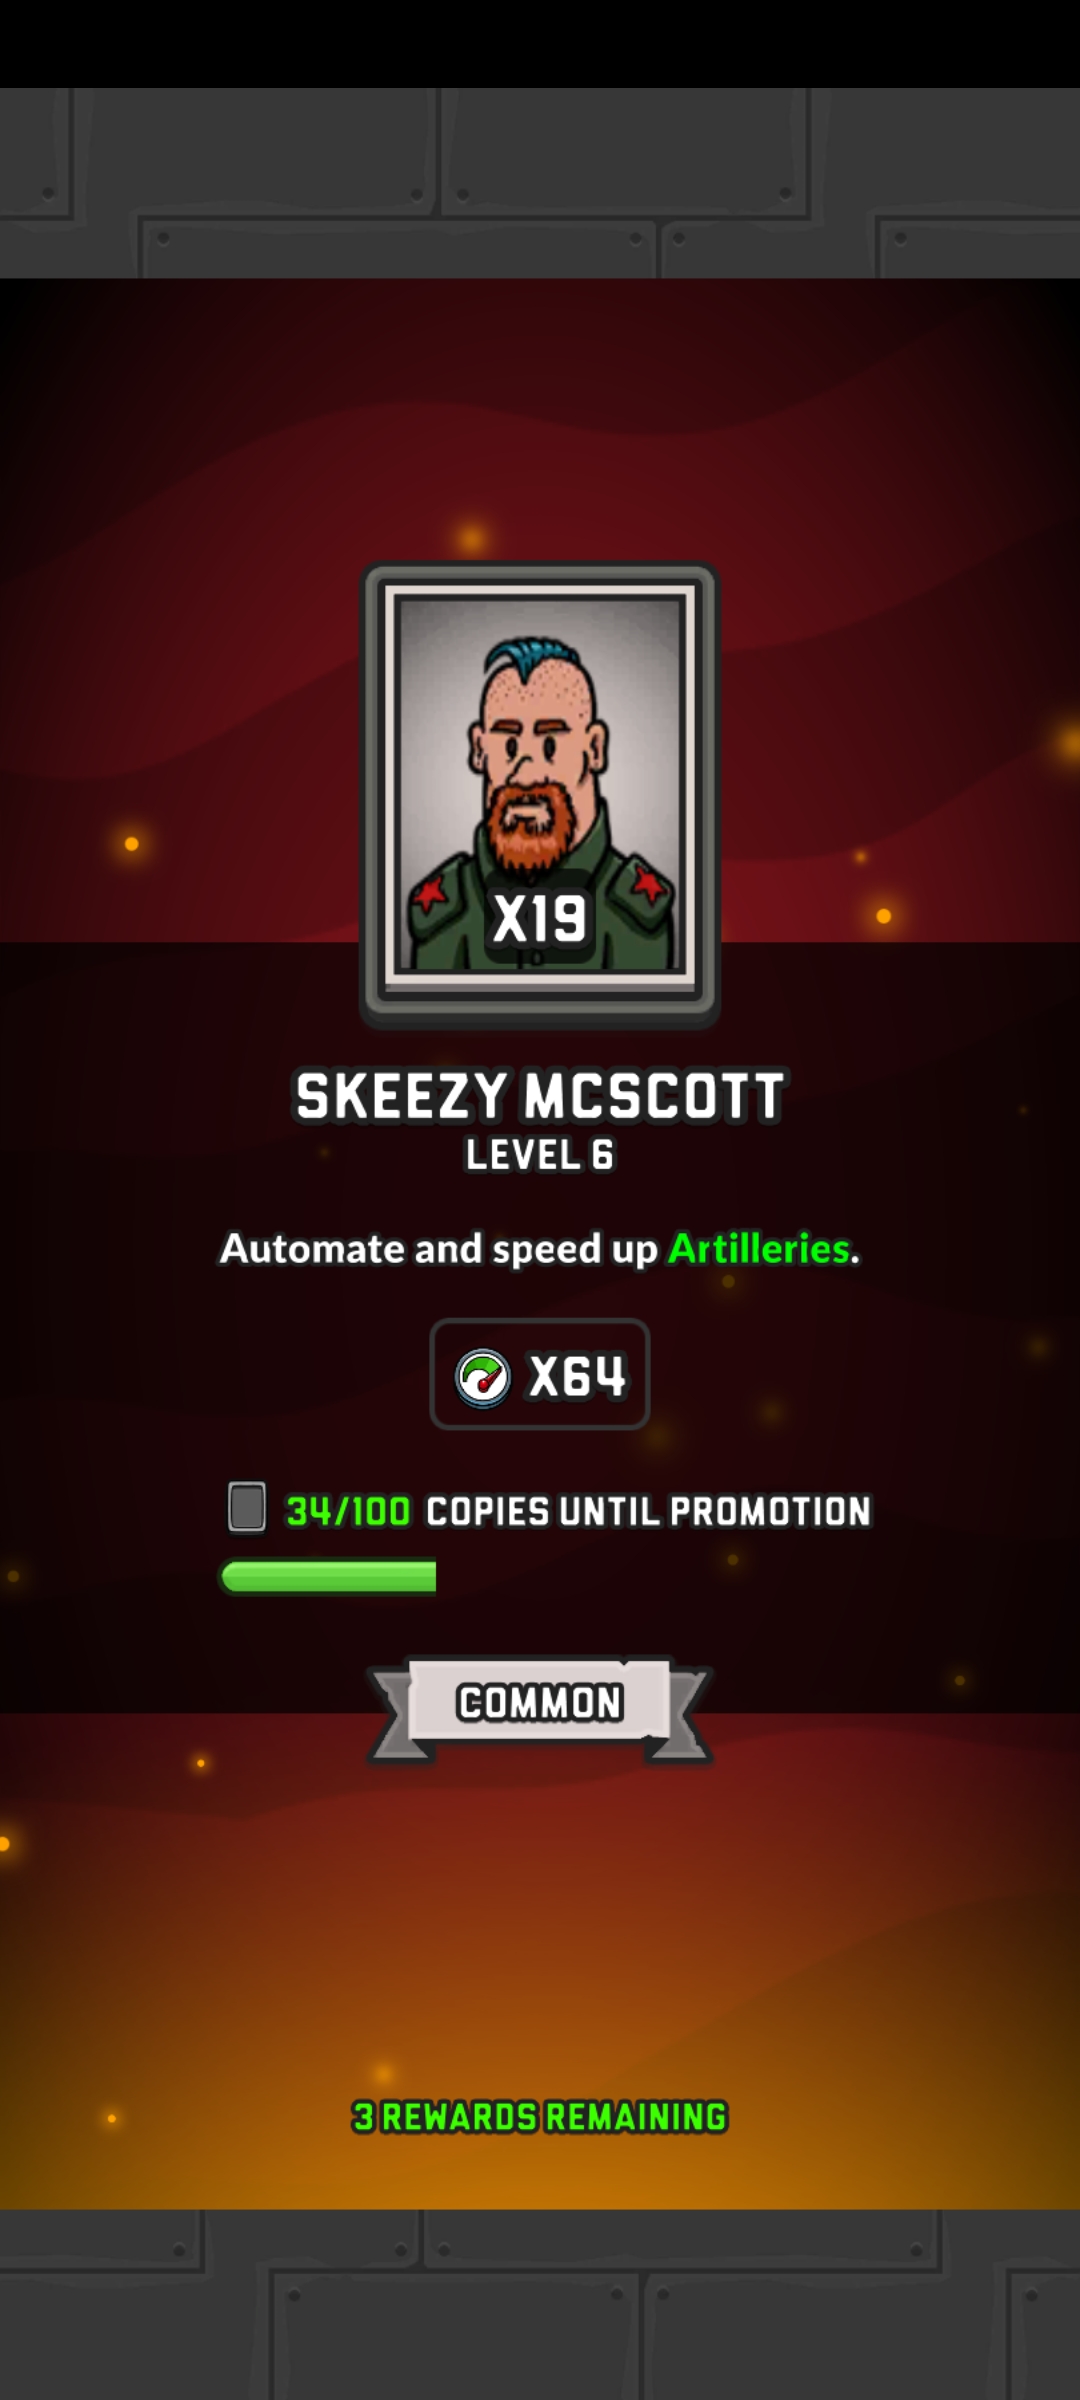 X19
SKEEZY MCSCOTT
LEVEL 6
Automate and speed up Artilleries.
X64
34/100 COPIES UNTIL PROMOTION
COMMON
3 REWARDS REMAINING